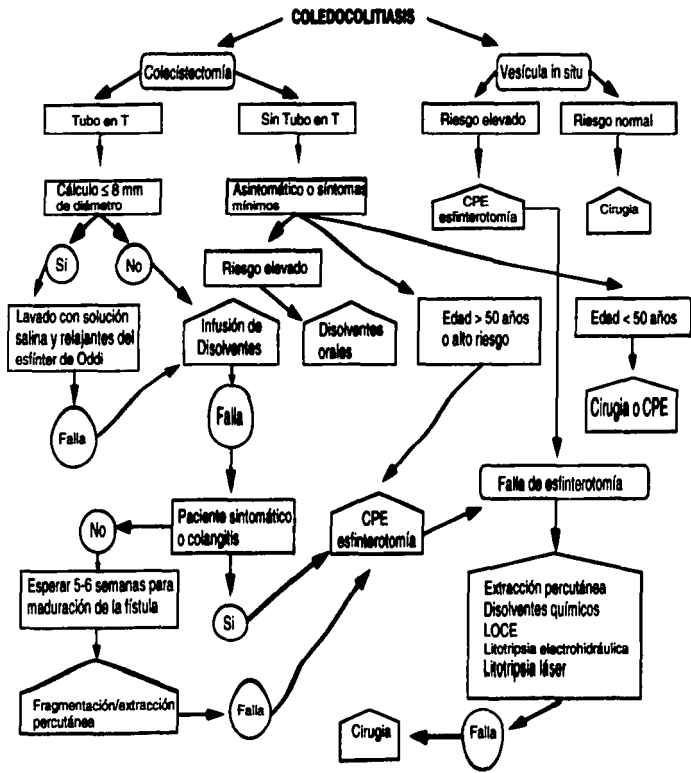 COLEDOCOLITIASIS
Colecistectomía
Vesícula in situ
Tubo en T
Sin Tubo en T
Riesgo elevado
Riesgo normal
Cálculo ≤ 8 mm
de diámetro
Asintomático o síntomas
mínimos
CPE
esfinterotomía
Cirugía
Si
No
Riesgo elevado
Lavado con solución
salina y relajantes del
esfínter de Oddi
Infusión de
Disolventes
Disolventes
orales
Edad > 50 años
o alto riesgo
Edad < 50 años
Cirugia o CPE
Falla
Falla
Falla de esfinterotomía
No
Paciente sintomático
o colangitis
CPE
esfinterotomía
Esperar 5-6 semanas para
maduración de la fístula
Si
Extracción percutánea
Disolventes químicos
LOCE
Litotripsia electrohidráulica
Litotripsia láser
Fragmentación/extracción
percutánea
Falla
Cirugia
Falla